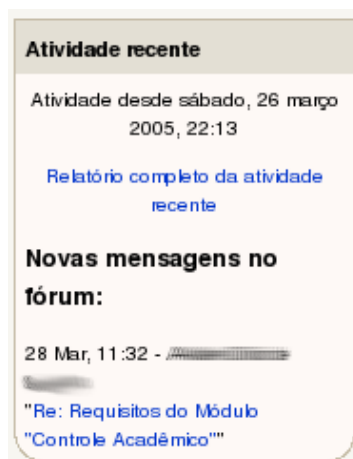 Atividade recente
Atividade desde sábado, 26 março
2005, 22:13
Relatório completo da atividade
recente
Novas mensagens no
fórum:
28 Mar, 11:32 -
"Re: Requisitos do Módulo
"Controle Acadêmico""